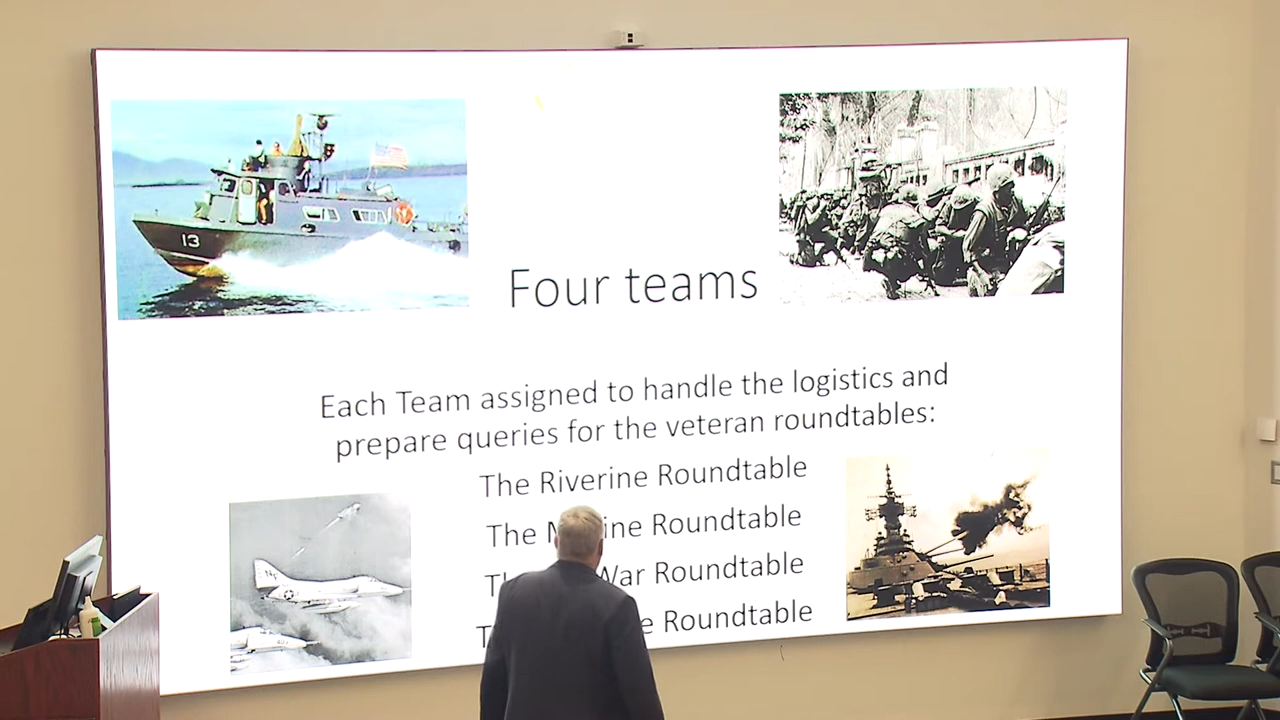 13
Four teams
Each Team assigned to handle the logistics and
prepare queries for the veteran roundtables:
The Riverine Roundtable
The Roundtable
War Roundtable
Roundtable